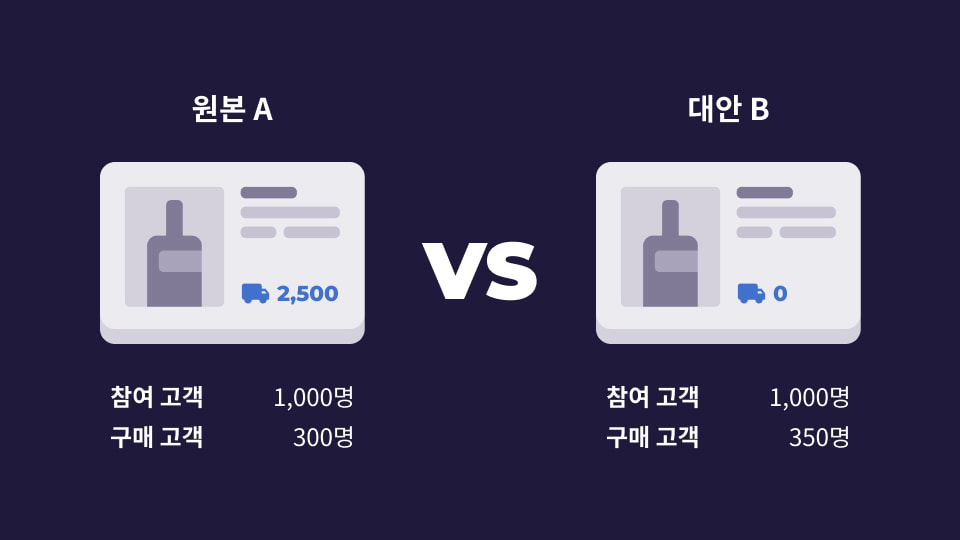 원본 A
2,500
참여 고객 1,000명
구매 고객 300명
VS
대안 B
0
참여 고객 1,000명
구매 고객 350명